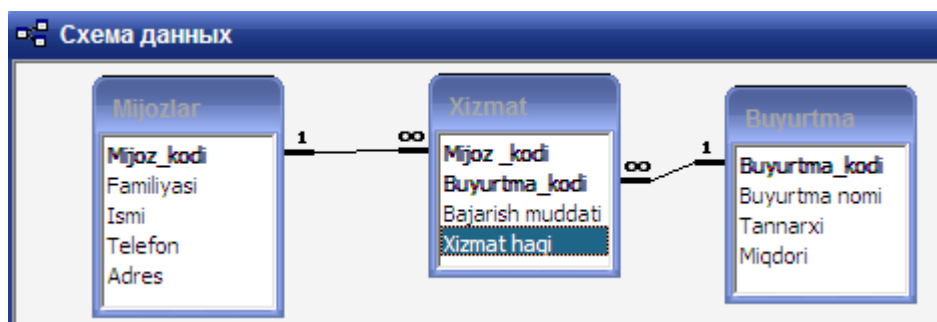 Схема данных
Mijozlar
Mijoz_kodi
Familiyasi
Ismi
Telefon
Adres
1
∞
Xizmat
Mijoz _kodi
Buyurtma_kodi
Bajarish muddati
Xizmat haqi
∞
1
Buyurtma
Buyurtma_kodi
Buyurtma nomi
Tannarxi
Miqdori